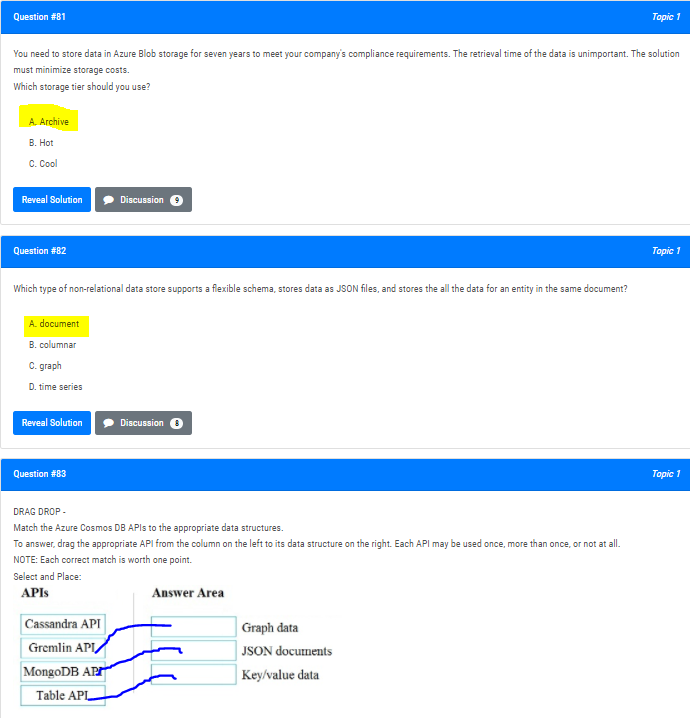 Question #81 Topic 1
You need to store data in Azure Blob storage for seven years to meet your company's compliance requirements. The retrieval time of the data is unimportant. The solution
must minimize storage costs.
Which storage tier should you use?
A. Archive
B. Hot
C. Cool
Reveal Solution Discussion 9
Question #82 Topic 1
Which type of non-relational data store supports a flexible schema, stores data as JSON files, and stores the all the data for an entity in the same document?
A. document
B. columnar
C. graph
D. time series
Reveal Solution Discussion 8
Question #83 Topic 1
DRAG DROP -
Match the Azure Cosmos DB APIs to the appropriate data structures.
To answer, drag the appropriate API from the column on the left to its data structure on the right. Each API may be used once, more than once, or not at all.
NOTE: Each correct match is worth one point.
Select and Place:
APIs Answer Area
Cassandra API Graph data
Gremlin API JSON documents
MongoDB API Key/value data
Table API